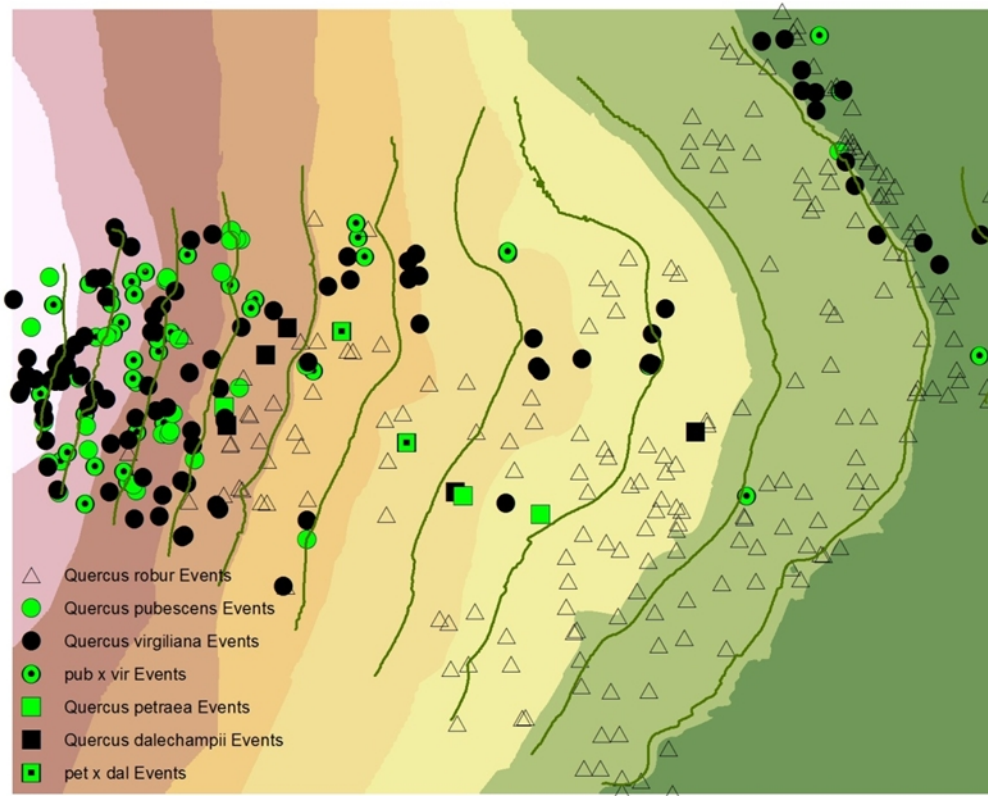 Quercus robur Events
Quercus pubescens Events
Quercus virgiliana Events
pub x vir Events
Quercus petraea Events
Quercus dalechampii Events
pet x dal Events